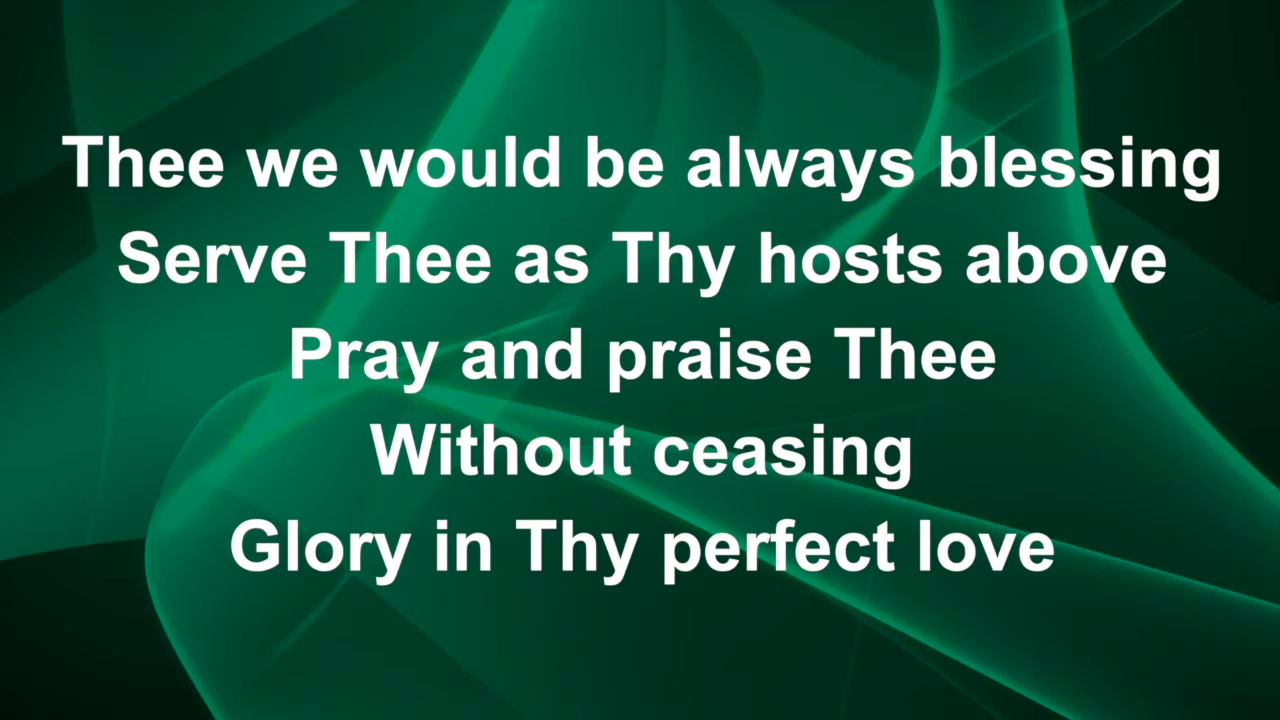 Thee we would be always blessing
Serve Thee as Thy hosts above
Pray and praise Thee
Without ceasing
Glory in Thy perfect love